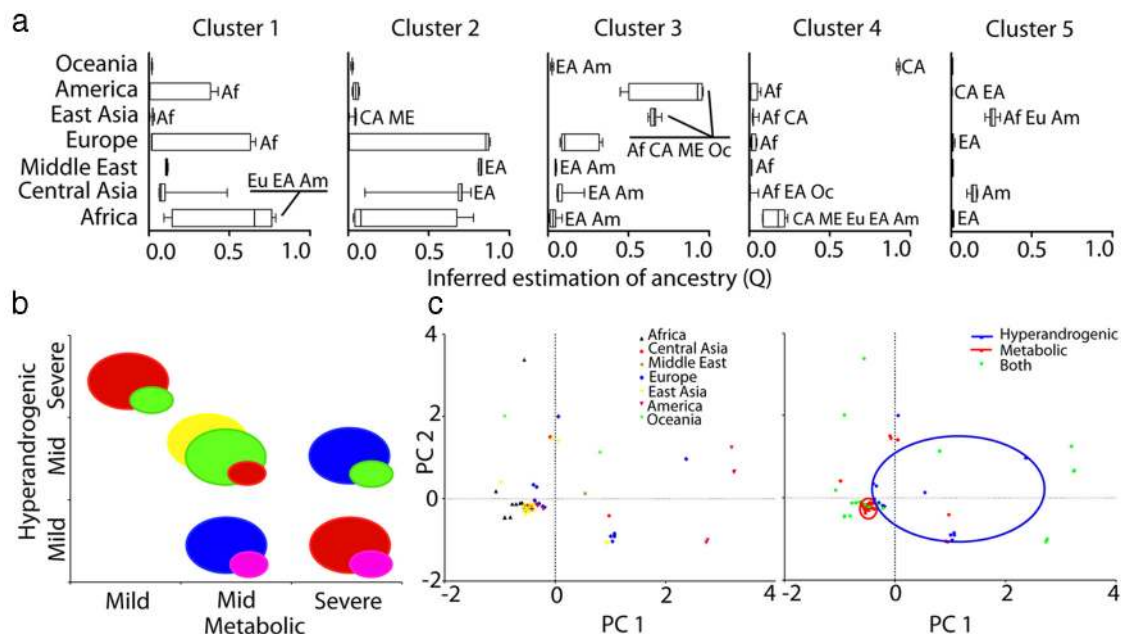 a
Cluster 1 Cluster 2 Cluster 3 Cluster 4 Cluster 5
Oceania EA Am CA
America Af Af CA EA
East Asia Af CA ME Af CA Af Eu Am
Europe Af Af CA ME Oc Af EA
Middle East EA EA Am Af
Central Asia Eu EA Am EA EA Am Af EA Oc Am
Africa EA Am CA ME Eu EA Am EA
0.0 0.5 1.0 0.0 0.5 1.0 0.0 0.5 1.0 0.0 0.5 1.0 0.0 0.5 1.0
Inferred estimation of ancestry (Q)
b
Hyperandrogenic
Severe
Mid
Mild
Mild Mid Severe
Metabolic
c
4
2
0
-2
PC 2
Africa
Central Asia
Middle East
Europe
East Asia
America
Oceania
-2 0 2 4
PC 1
Hyperandrogenic
Metabolic
Both
-2 0 2 4
PC 1